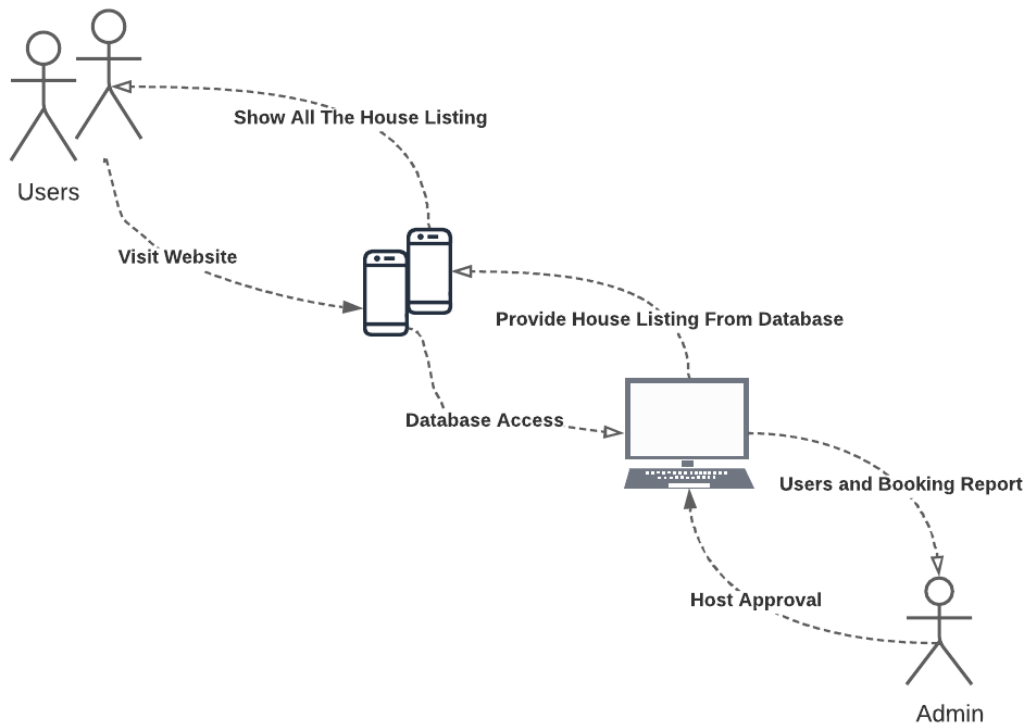 Show All The House Listing
Users
Visit Website
Provide House Listing From Database
Database Access
Users and Booking Report
Host Approval
Admin